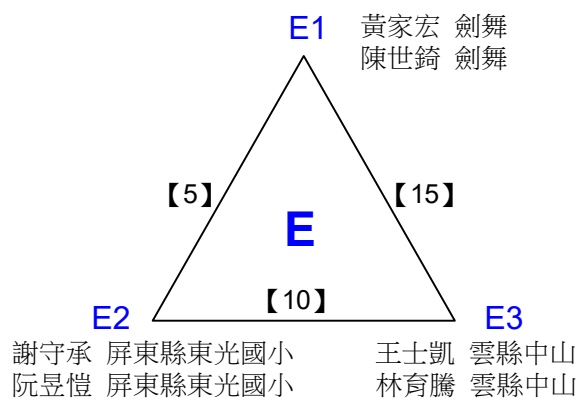 E1
黃家宏 劍舞
陳世錡 劍舞
【5】
【15】
E
【10】
E2
E3
謝守承 屏東縣東光國小
阮昱愷 屏東縣東光國小
王士凱 雲縣中山
林育騰 雲縣中山